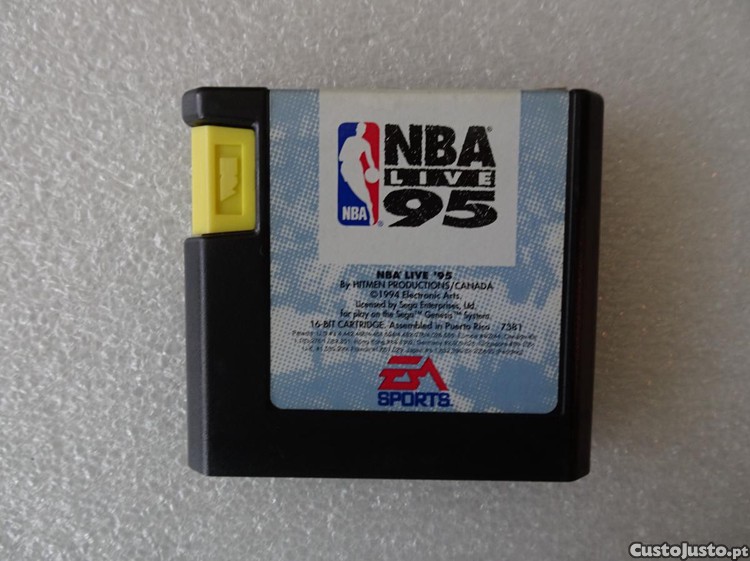 NBA
LIVE
95
NBA
NBA LIVE '95
By HITMEN PRODUCTIONS/CANADA
©1994 Electronic Arts.
Licensed by Sega Enterprises, Ltd.
for play on the Sega™ Genesis™ System.
16-BIT CARTRIDGE. Assembled in Puerto Rico 7381
EA
SPORTS
CustoJusto.pt